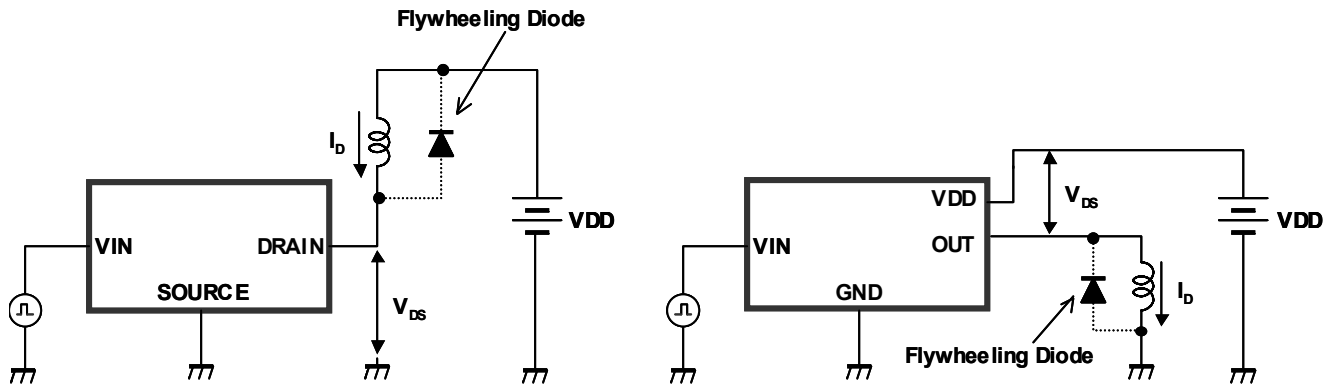 Flywheeling Diode
I_D
VDD
VIN
DRAIN
SOURCE
V_DS
VDD
V_DS
VDD
VIN
OUT
GND
I_D
Flywheeling Diode